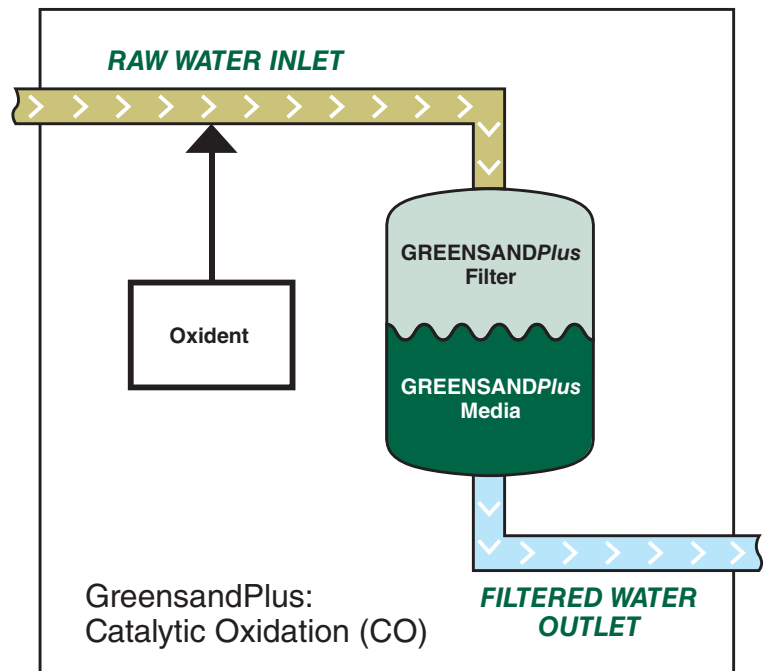 RAW WATER INLET
GREENSANDPlus
Filter
Oxident
GREENSANDPlus
Media
GreensandPlus:
Catalytic Oxidation (CO)
FILTERED WATER
OUTLET